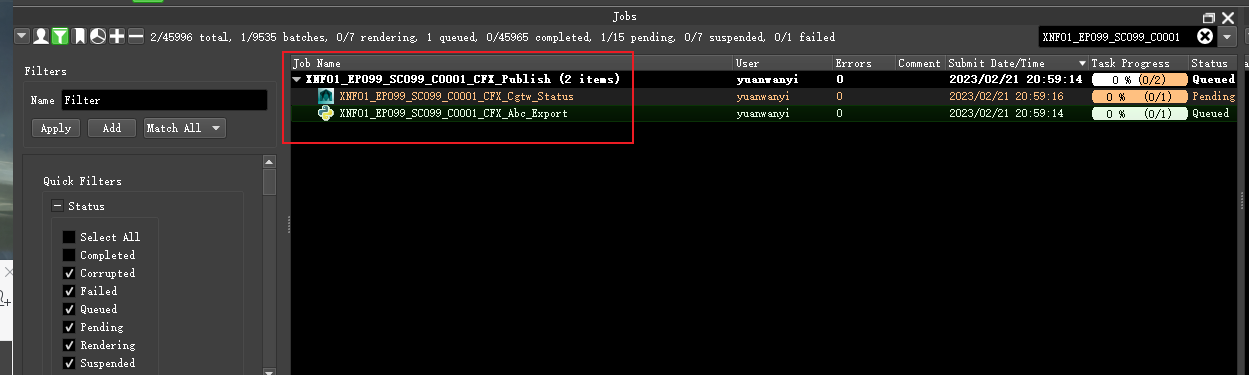 Jobs
2/45996 total, 1/9535 batches, 0/7 rendering, 1 queued, 0/45965 completed, 1/15 pending, 0/7 suspended, 0/1 failed
XNF01_EP099_SC099_C0001
Filters
Name Filter
Apply Add Match All
Quick Filters
Status
Select All
Completed
Corrupted
Failed
Queued
Pending
Rendering
Suspended
Job Name User Errors Comment Submit Date/Time Task Progress Status
XNF01_EP099_SC099_C0001_CFX_Publish (2 items) yuanwanyi 0 2023/02/21 20:59:14 0 % (0/2) Queued
XNF01_EP099_SC099_C0001_CFX_Cgtw_Status yuanwanyi 0 2023/02/21 20:59:16 0 % (0/1) Pending
XNF01_EP099_SC099_C0001_CFX_Abc_Export yuanwanyi 0 2023/02/21 20:59:14 0 % (0/1) Queued